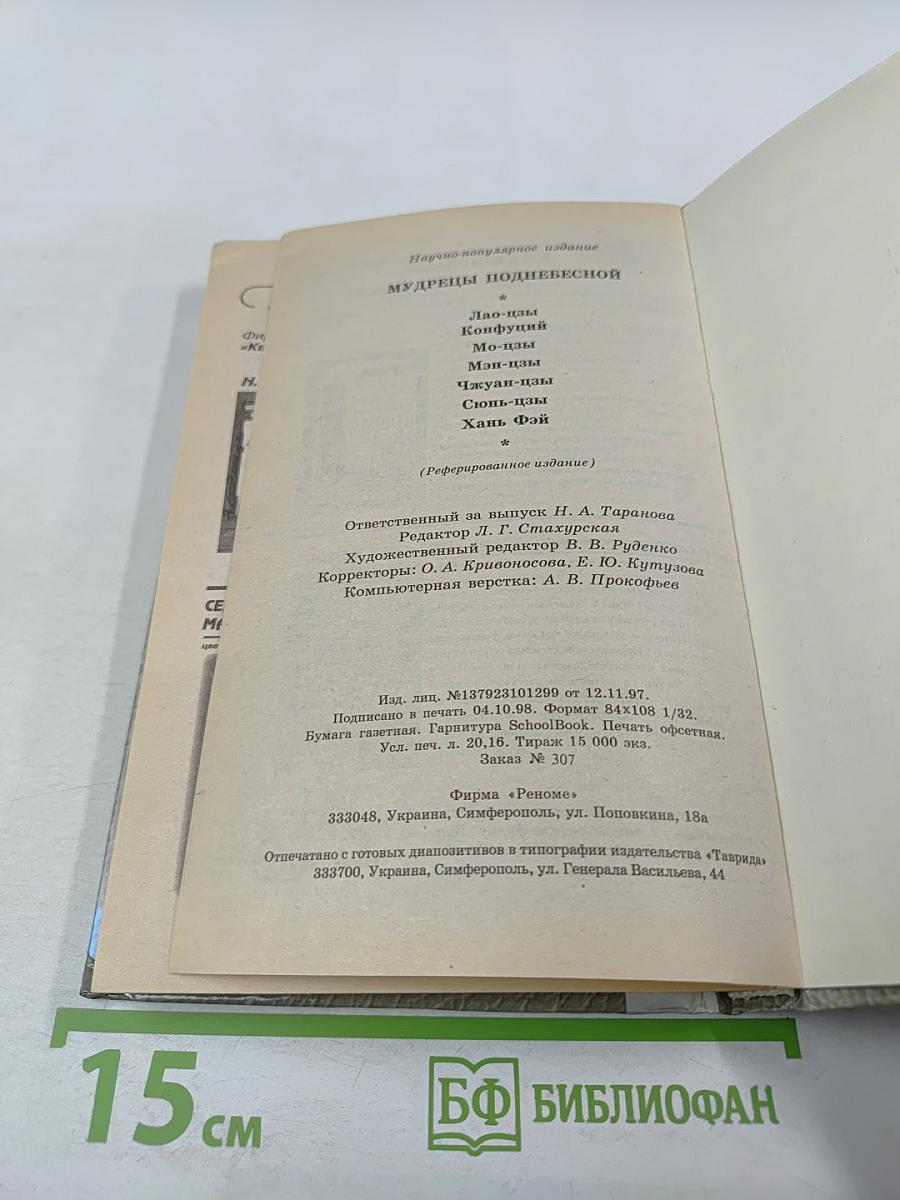 Научно-популярное издание
МУДРЕЦЫ ПОДНЕБЕСНОЙ
*
Лао-цзы
Конфуций
Мо-цзы
Мэн-цзы
Чжуан-цзы
Сюнь-цзы
Хань Фэй
*
(Реферированное издание)
Ответственный за выпуск Н. А. Таранова
Редактор Л. Г. Стахурская
Художественный редактор В. В. Руденко
Корректоры: О. А. Кривоносова, Е. Ю. Кутузова
Компьютерная верстка: А. В. Прокофьев
Изд. лиц. №137923101299 от 12.11.97.
Подписано в печать 04.10.98. Формат 84х108 1/32.
Бумага газетная. Гарнитура SchoolBook. Печать офсетная.
Усл. печ. л. 20,16. Тираж 15 000 экз.
Заказ № 307
Фирма «Реноме»
333048, Украина, Симферополь, ул. Поповкина, 18а
Отпечатано с готовых диапозитивов в типографии издательства «Таврида»
333700, Украина, Симферополь, ул. Генерала Васильева, 44
15 см
БФ БИБЛИОФАН